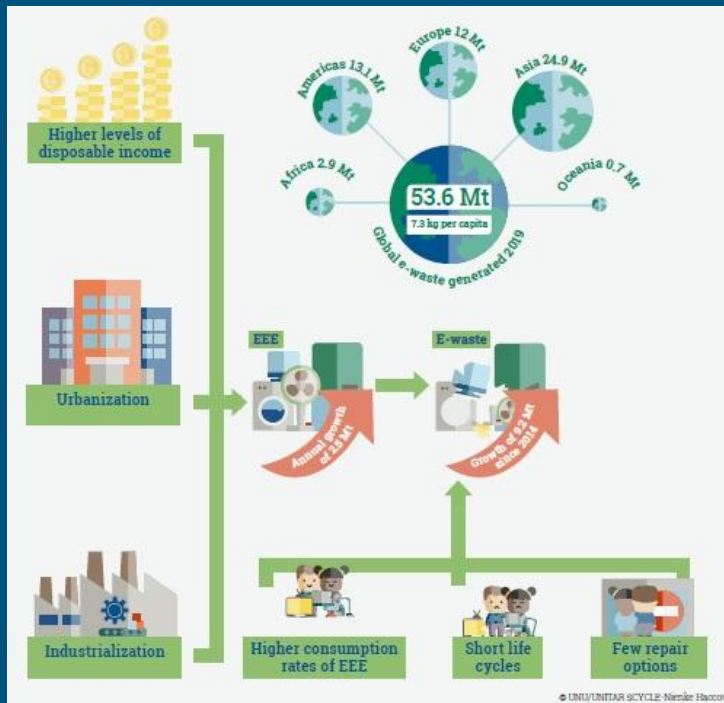 Higher levels of
disposable income
Africa 2.9 Mt
Americas 13.1 Mt
Europe 12 Mt
Asia 24.9 Mt
Oceania 0.7 Mt
53.6 Mt
7.3 kg per capita
Global e-waste generated 2019
Urbanization
EEE
Annual growth
of 2.5 Mt
E-waste
Growth of 9.2 Mt
since 2014
Industrialization
Higher consumption
rates of EEE
Short life
cycles
Few repair
options
© UNU/UNITAR SCYCLE-Nienke Haccoû